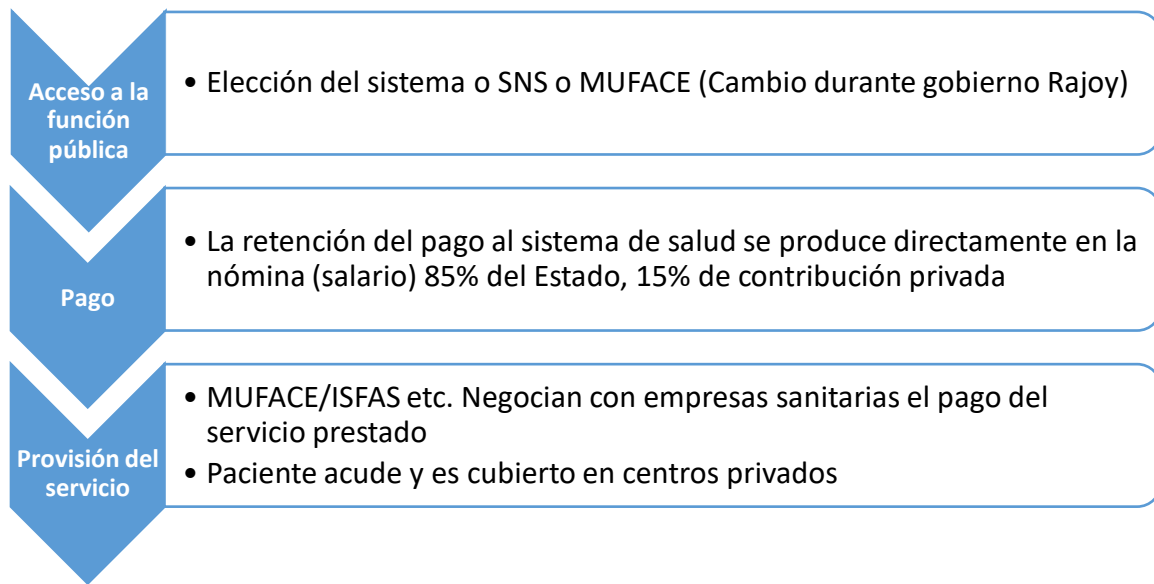 Acceso a la
función
pública
• Elección del sistema o SNS o MUFACE (Cambio durante gobierno Rajoy)
Pago
• La retención del pago al sistema de salud se produce directamente en la
nómina (salario) 85% del Estado, 15% de contribución privada
Provisión del
servicio
• MUFACE/ISFAS etc. Negocian con empresas sanitarias el pago del
servicio prestado
• Paciente acude y es cubierto en centros privados